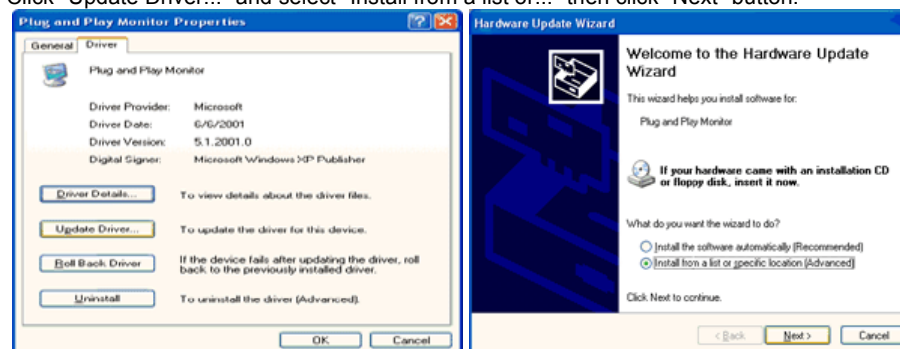 Click "Update Driver..." and select "Install from a list or..." then click "Next" button.
Plug and Play Monitor Properties
General Driver
Plug and Play Monitor
Driver Provider: Microsoft
Driver Date: 6/6/2001
Driver Version: 5.1.2001.0
Digital Signer: Microsoft Windows XP Publisher
Driver Details... To view details about the driver files.
Update Driver... To update the driver for this device.
Roll Back Driver If the device fails after updating the driver, roll
back to the previously installed driver.
Uninstall To uninstall the driver (Advanced).
OK Cancel
Hardware Update Wizard
Welcome to the Hardware Update
Wizard
This wizard helps you install software for:
Plug and Play Monitor
If your hardware came with an installation CD
or floppy disk, insert it now.
What do you want the wizard to do?
Install the software automatically (Recommended)
Install from a list or specific location (Advanced)
Click Next to continue.
< Back Next > Cancel